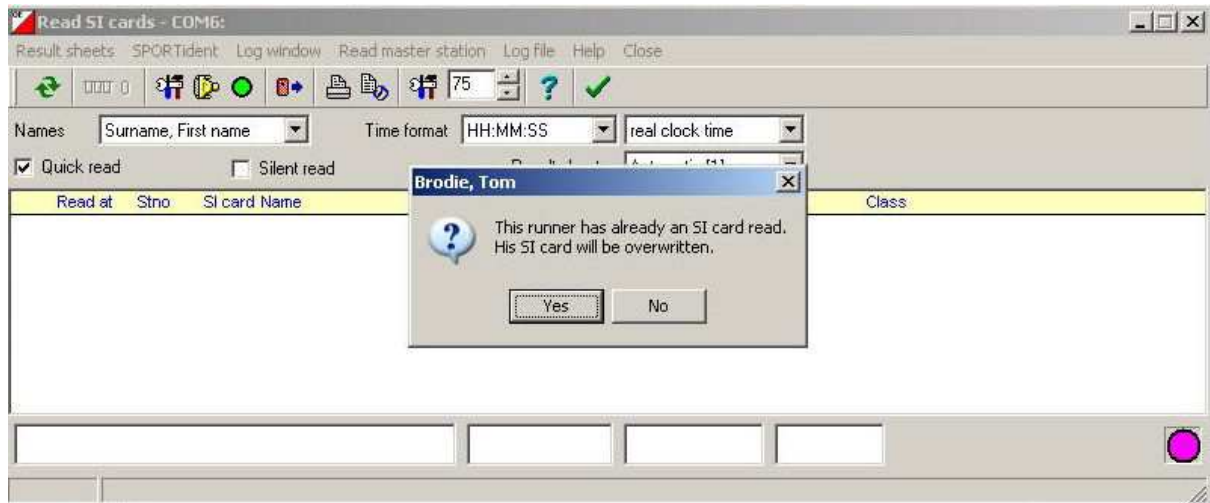 Read SI cards - COM6:
Result sheets SPORTident Log window Read master station Log file Help Close
75
Names Surname, First name Time format HH:MM:SS real clock time
Quick read Silent read
Brodie, Tom
Read at Stno SI card Name Class
This runner has already an SI card read.
His SI card will be overwritten.
Yes No